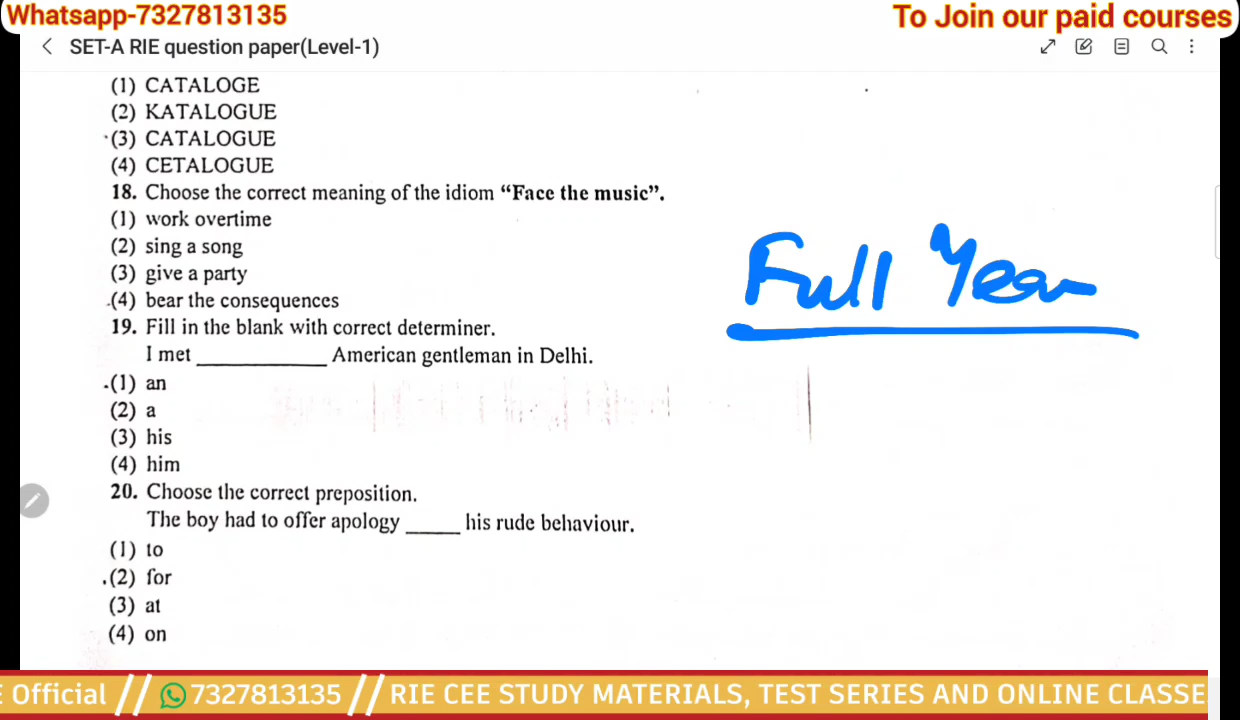 Whatsapp-7327813135
To Join our paid courses
SET-A RIE question paper(Level-1)
(1) CATALOGE
(2) KATALOGUE
(3) CATALOGUE
(4) CETALOGUE
18. Choose the correct meaning of the idiom “Face the music”.
(1) work overtime
(2) sing a song
(3) give a party
(4) bear the consequences
Full Year
19. Fill in the blank with correct determiner.
I met ____________ American gentleman in Delhi.
(1) an
(2) a
(3) his
(4) him
20. Choose the correct preposition.
The boy had to offer apology _____ his rude behaviour.
(1) to
(2) for
(3) at
(4) on
E Official // 7327813135 // RIE CEE STUDY MATERIALS, TEST SERIES AND ONLINE CLASSE